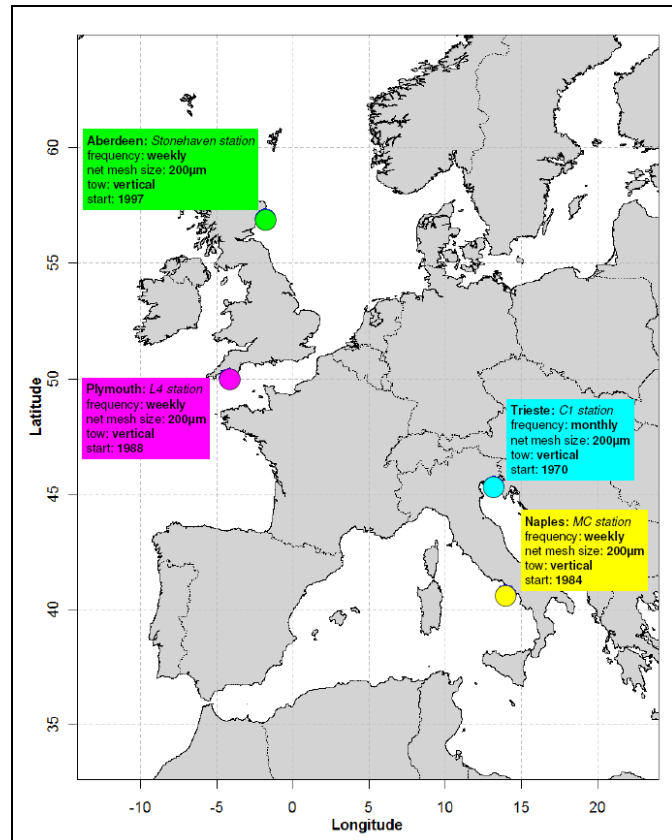 Aberdeen: Stonehaven station
frequency: weekly
net mesh size: 200µm
tow: vertical
start: 1997
Plymouth: L4 station
frequency: weekly
net mesh size: 200µm
tow: vertical
start: 1988
Trieste: C1 station
frequency: monthly
net mesh size: 200µm
tow: vertical
start: 1970
Naples: MC station
frequency: weekly
net mesh size: 200µm
tow: vertical
start: 1984
Latitude
60
55
50
45
40
35
-10 -5 0 5 10 15 20
Longitude